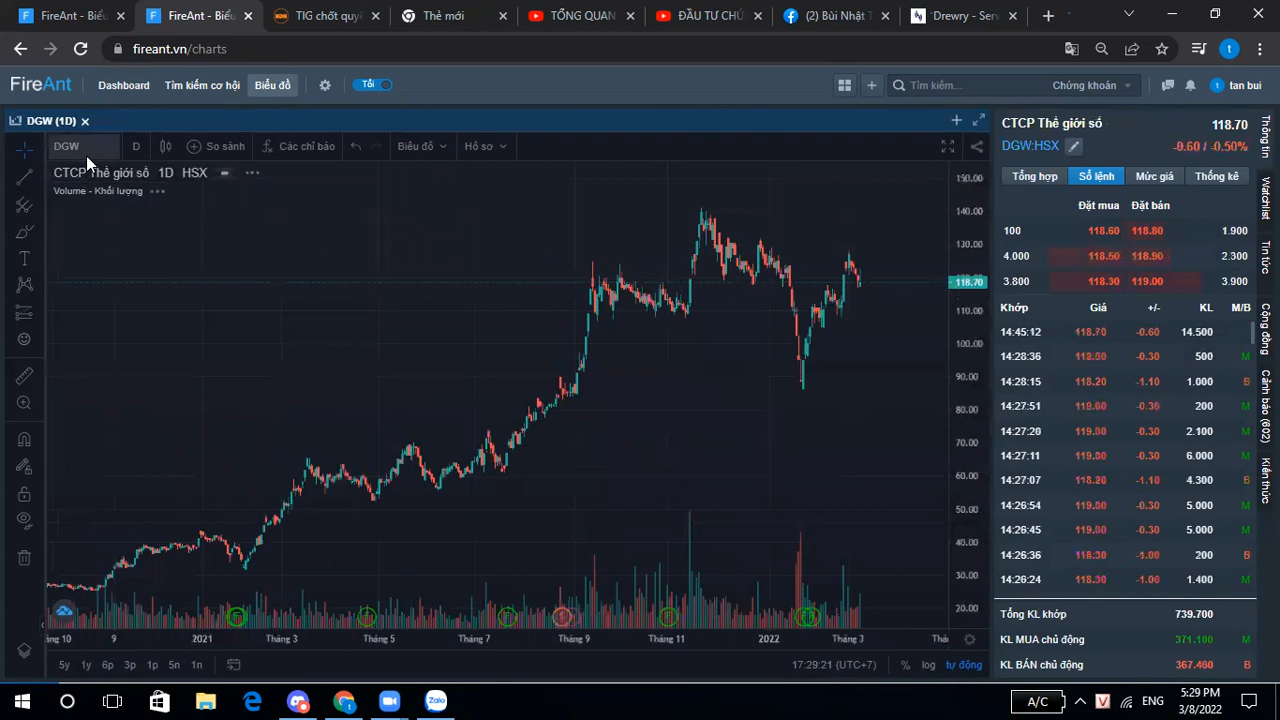 FireAnt - Biểu
FireAnt - Biểu
TIG chốt quyề
Thẻ mới
TỔNG QUAN
ĐẦU TƯ CHỨ
(2) Bùi Nhật T
Drewry - Serv
fireant.vn/charts
t
FireAnt
Dashboard
Tìm kiếm cơ hội
Biểu đồ
Tối
Tìm kiếm...
Chứng khoán
t
tan bui
DGW (1D)
DGW
D
So sánh
Các chỉ báo
Biểu đồ
Hồ sơ
CTCP Thế giới số 1D HSX
Volume - Khối lượng
150.00
140.00
130.00
118.70
110.00
100.00
90.00
80.00
70.00
60.00
50.00
40.00
30.00
20.00
9
2021
Tháng 3
Tháng 5
Tháng 7
Tháng 9
Tháng 11
2022
Tháng 3
5y
1y
6p
3p
1p
5n
1n
17:29:21 (UTC+7)
%
log
tự động
CTCP Thế giới số
118.70
DGW:HSX
-0.60 / -0.50%
Tổng hợp
Sổ lệnh
Mức giá
Thống kê
Đặt mua
Đặt bán
100 118.60 118.80 1.900
4.000 118.50 118.90 2.300
3.800 118.30 119.00 3.900
Khớp Giá +/- KL M/B
14:45:12 118.70 -0.60 14.500
14:28:36 118.50 -0.30 500 M
14:28:15 118.20 -1.10 1.000 B
14:27:51 119.00 -0.30 200 M
14:27:20 119.00 -0.30 2.100 M
14:27:11 119.00 -0.30 6.000 M
14:27:07 118.20 -1.10 4.300 B
14:26:54 119.00 -0.30 5.000 M
14:26:45 119.00 -0.30 5.000 M
14:26:36 118.30 -1.00 200 B
14:26:24 118.30 -1.00 1.400 M
Tổng KL khớp 739.700
KL MUA chủ động 371.100 M
KL BÁN chủ động 367.400 B
Thông tin
Watchlist
Tin tức
Cộng đồng
Cảnh báo (602)
Kiến thức
A/C
V
ENG
5:29 PM
3/8/2022
Zalo